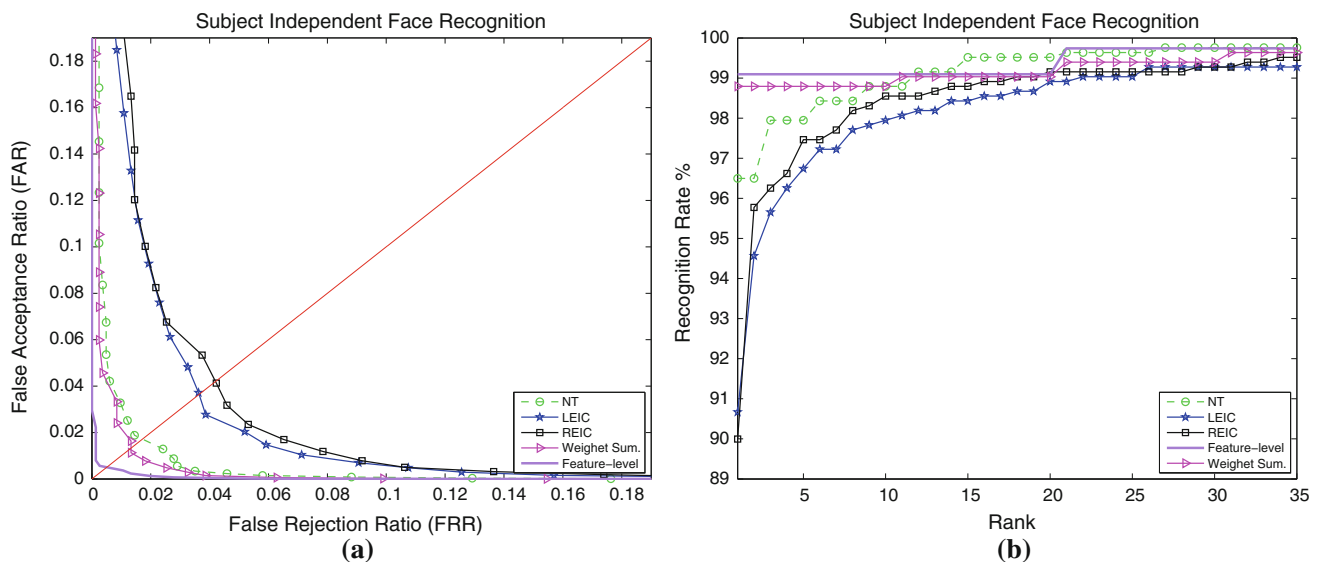 Subject Independent Face Recognition
False Acceptance Ratio (FAR)
0.18
0.16
0.14
0.12
0.1
0.08
0.06
0.04
0.02
0
0
0.02
0.04
0.06
0.08
0.1
0.12
0.14
0.16
0.18
NT
LEIC
REIC
Weighet Sum.
Feature-level
False Rejection Ratio (FRR)
(a)
Subject Independent Face Recognition
Recognition Rate %
100
99
98
97
96
95
94
93
92
91
90
89
5
10
15
20
25
30
35
NT
LEIC
REIC
Feature-level
Weighet Sum.
Rank
(b)